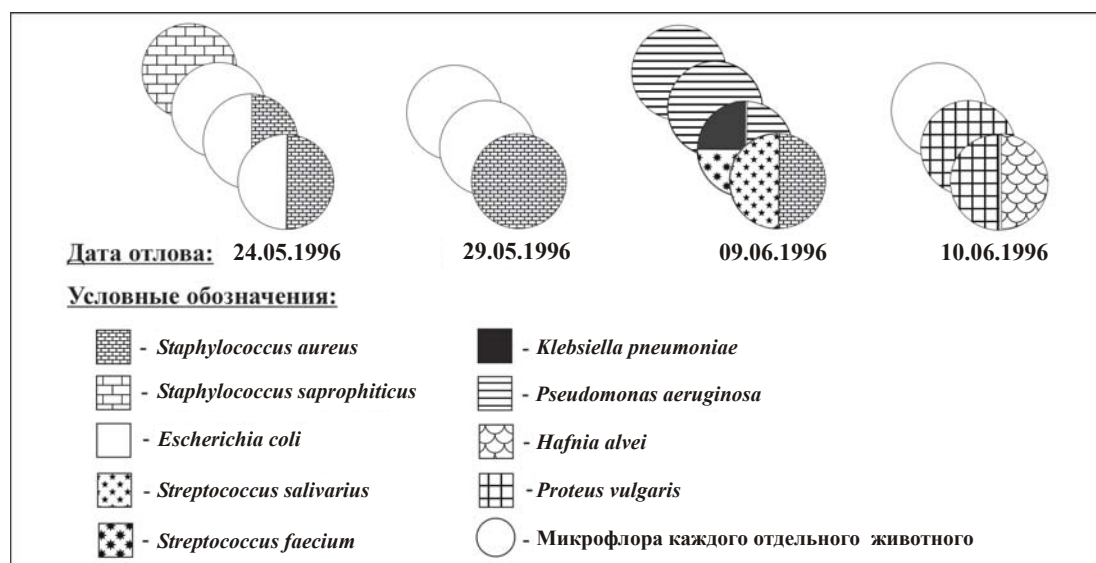 Дата отлова: 24.05.1996 29.05.1996 09.06.1996 10.06.1996
Условные обозначения:
- Staphylococcus aureus
- Staphylococcus saprophiticus
- Escherichia coli
- Streptococcus salivarius
- Streptococcus faecium
- Klebsiella pneumoniae
- Pseudomonas aeruginosa
- Hafnia alvei
- Proteus vulgaris
- Микрофлора каждого отдельного животного